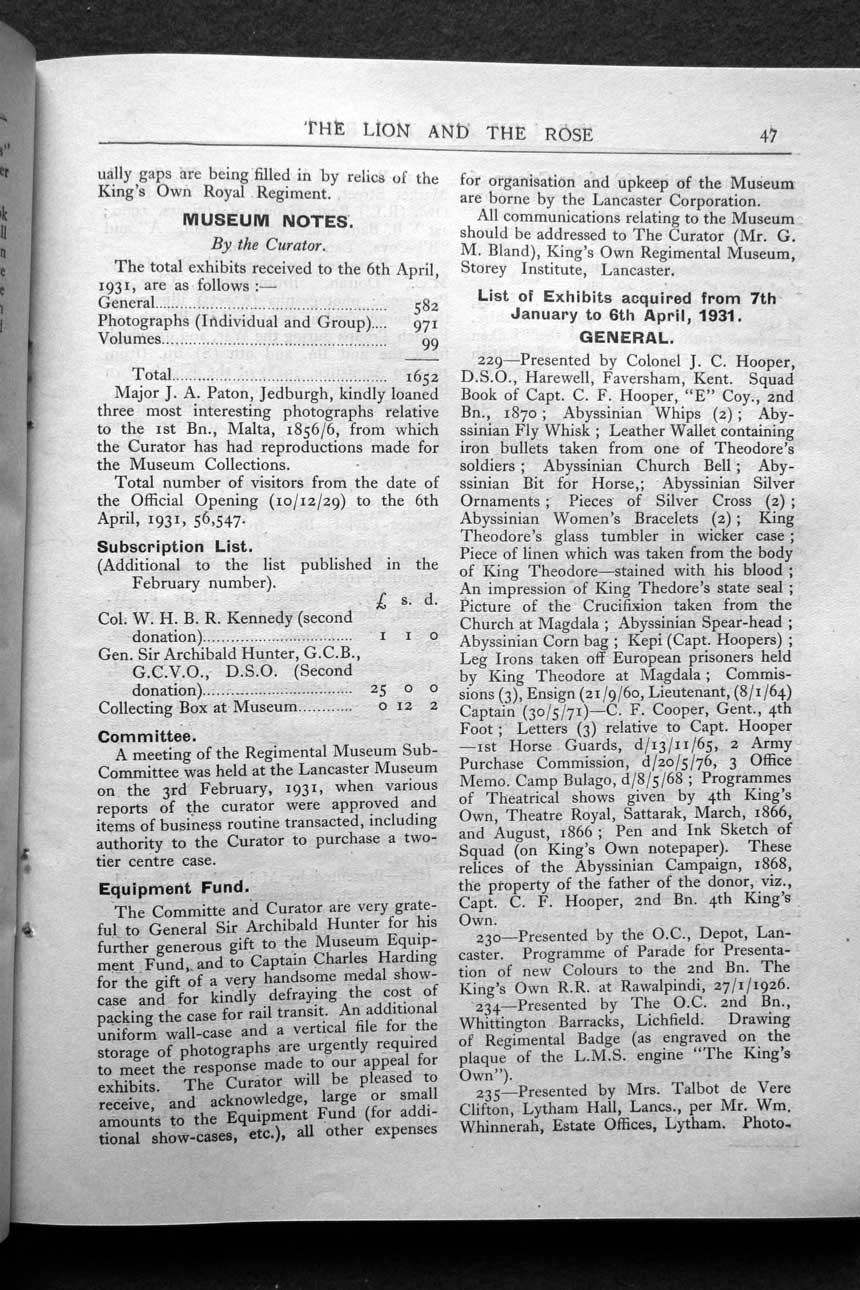 THE LION AND THE ROSE 47
ually gaps are being filled in by relics of the
King's Own Royal Regiment.
MUSEUM NOTES.
By the Curator.
The total exhibits received to the 6th April,
1931, are as follows :—
General.................................................. 582
Photographs (Individual and Group).... 971
Volumes................................................ 99
Total.............................................. 1652
Major J. A. Paton, Jedburgh, kindly loaned
three most interesting photographs relative
to the 1st Bn., Malta, 1856/6, from which
the Curator has had reproductions made for
the Museum Collections.
Total number of visitors from the date of
the Official Opening (10/12/29) to the 6th
April, 1931, 56,547.
Subscription List.
(Additional to the list published in the
February number).
£ s. d.
Col. W. H. B. R. Kennedy (second
donation)................................ 1 1 0
Gen. Sir Archibald Hunter, G.C.B.,
G.C.V.O., D.S.O. (Second
donation)................................ 25 0 0
Collecting Box at Museum............ 0 12 2
Committee.
A meeting of the Regimental Museum Sub-
Committee was held at the Lancaster Museum
on the 3rd February, 1931, when various
reports of the curator were approved and
items of business routine transacted, including
authority to the Curator to purchase a two-
tier centre case.
Equipment Fund.
The Committe and Curator are very grate-
ful to General Sir Archibald Hunter for his
further generous gift to the Museum Equip-
ment Fund, and to Captain Charles Harding
for the gift of a very handsome medal show-
case and for kindly defraying the cost of
packing the case for rail transit. An additional
uniform wall-case and a vertical file for the
storage of photographs are urgently required
to meet the response made to our appeal for
exhibits. The Curator will be pleased to
receive, and acknowledge, large or small
amounts to the Equipment Fund (for addi-
tional show-cases, etc.), all other expenses
for organisation and upkeep of the Museum
are borne by the Lancaster Corporation.
All communications relating to the Museum
should be addressed to The Curator (Mr. G.
M. Bland), King's Own Regimental Museum,
Storey Institute, Lancaster.
List of Exhibits acquired from 7th
January to 6th April, 1931.
GENERAL.
229—Presented by Colonel J. C. Hooper,
D.S.O., Harewell, Faversham, Kent. Squad
Book of Capt. C. F. Hooper, "E" Coy., 2nd
Bn., 1870 ; Abyssinian Whips (2) ; Aby-
ssinian Fly Whisk ; Leather Wallet containing
iron bullets taken from one of Theodore's
soldiers ; Abyssinian Church Bell ; Aby-
ssinian Bit for Horse,; Abyssinian Silver
Ornaments ; Pieces of Silver Cross (2) ;
Abyssinian Women's Bracelets (2) ; King
Theodore's glass tumbler in wicker case ;
Piece of linen which was taken from the body
of King Theodore—stained with his blood ;
An impression of King Thedore's state seal ;
Picture of the Crucifixion taken from the
Church at Magdala ; Abyssinian Spear-head ;
Abyssinian Corn bag ; Kepi (Capt. Hoopers) ;
Leg Irons taken off European prisoners held
by King Theodore at Magdala ; Commis-
sions (3), Ensign (21/9/60, Lieutenant, (8/1/64)
Captain (30/5/71)—C. F. Cooper, Gent., 4th
Foot ; Letters (3) relative to Capt. Hooper
—1st Horse Guards, d/13/11/65, 2 Army
Purchase Commission, d/20/5/76, 3 Office
Memo. Camp Bulago, d/8/5/68 ; Programmes
of Theatrical shows given by 4th King's
Own, Theatre Royal, Sattarak, March, 1866,
and August, 1866 ; Pen and Ink Sketch of
Squad (on King's Own notepaper). These
relices of the Abyssinian Campaign, 1868,
the property of the father of the donor, viz.,
Capt. C. F. Hooper, 2nd Bn. 4th King's
Own.
230—Presented by the O.C., Depot, Lan-
caster. Programme of Parade for Presenta-
tion of new Colours to the 2nd Bn. The
King's Own R.R. at Rawalpindi, 27/1/1926.
234—Presented by The O.C. 2nd Bn.,
Whittington Barracks, Lichfield. Drawing
of Regimental Badge (as engraved on the
plaque of the L.M.S. engine "The King's
Own").
235—Presented by Mrs. Talbot de Vere
Clifton, Lytham Hall, Lancs., per Mr. Wm.
Whinnerah, Estate Offices, Lytham. Photo-